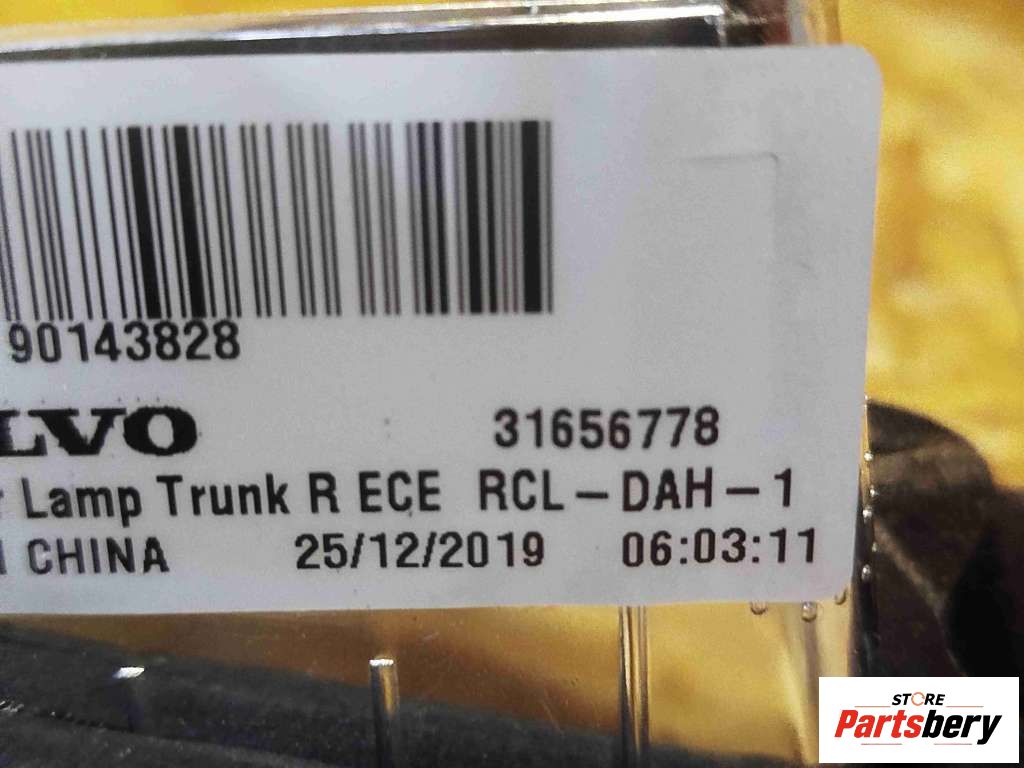 90143828
LVO 31656778
r Lamp Trunk R ECE RCL-DAH-1
CHINA 25/12/2019 06:03:11
STORE
Partsbery